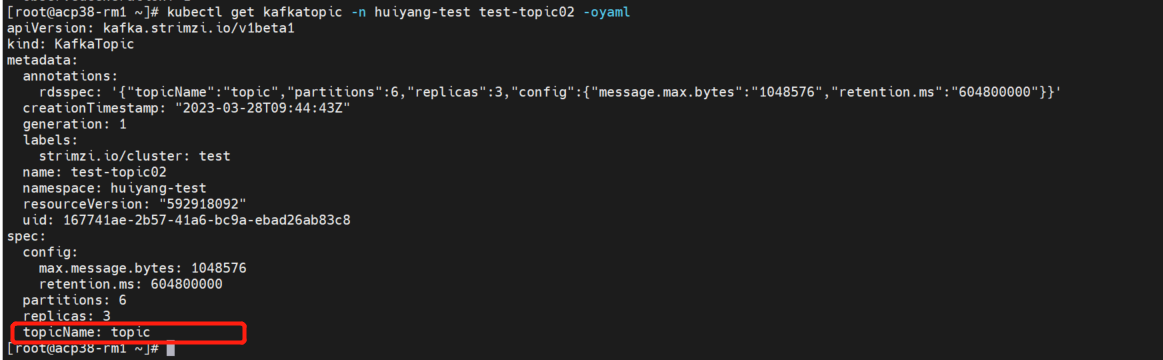 [root@acp38-rm1 ~]# kubectl get kafkatopic -n huiyang-test test-topic02 -oyaml
apiVersion: kafka.strimzi.io/v1beta1
kind: KafkaTopic
metadata:
  annotations:
    rdsspec: '{"topicName":"topic","partitions":6,"replicas":3,"config":{"message.max.bytes":"1048576","retention.ms":"604800000"}}'
  creationTimestamp: "2023-03-28T09:44:43Z"
  generation: 1
  labels:
    strimzi.io/cluster: test
  name: test-topic02
  namespace: huiyang-test
  resourceVersion: "592918092"
  uid: 167741ae-2b57-41a6-bc9a-ebad26ab83c8
spec:
  config:
    max.message.bytes: 1048576
    retention.ms: 604800000
  partitions: 6
  replicas: 3
  topicName: topic
[root@acp38-rm1 ~]#